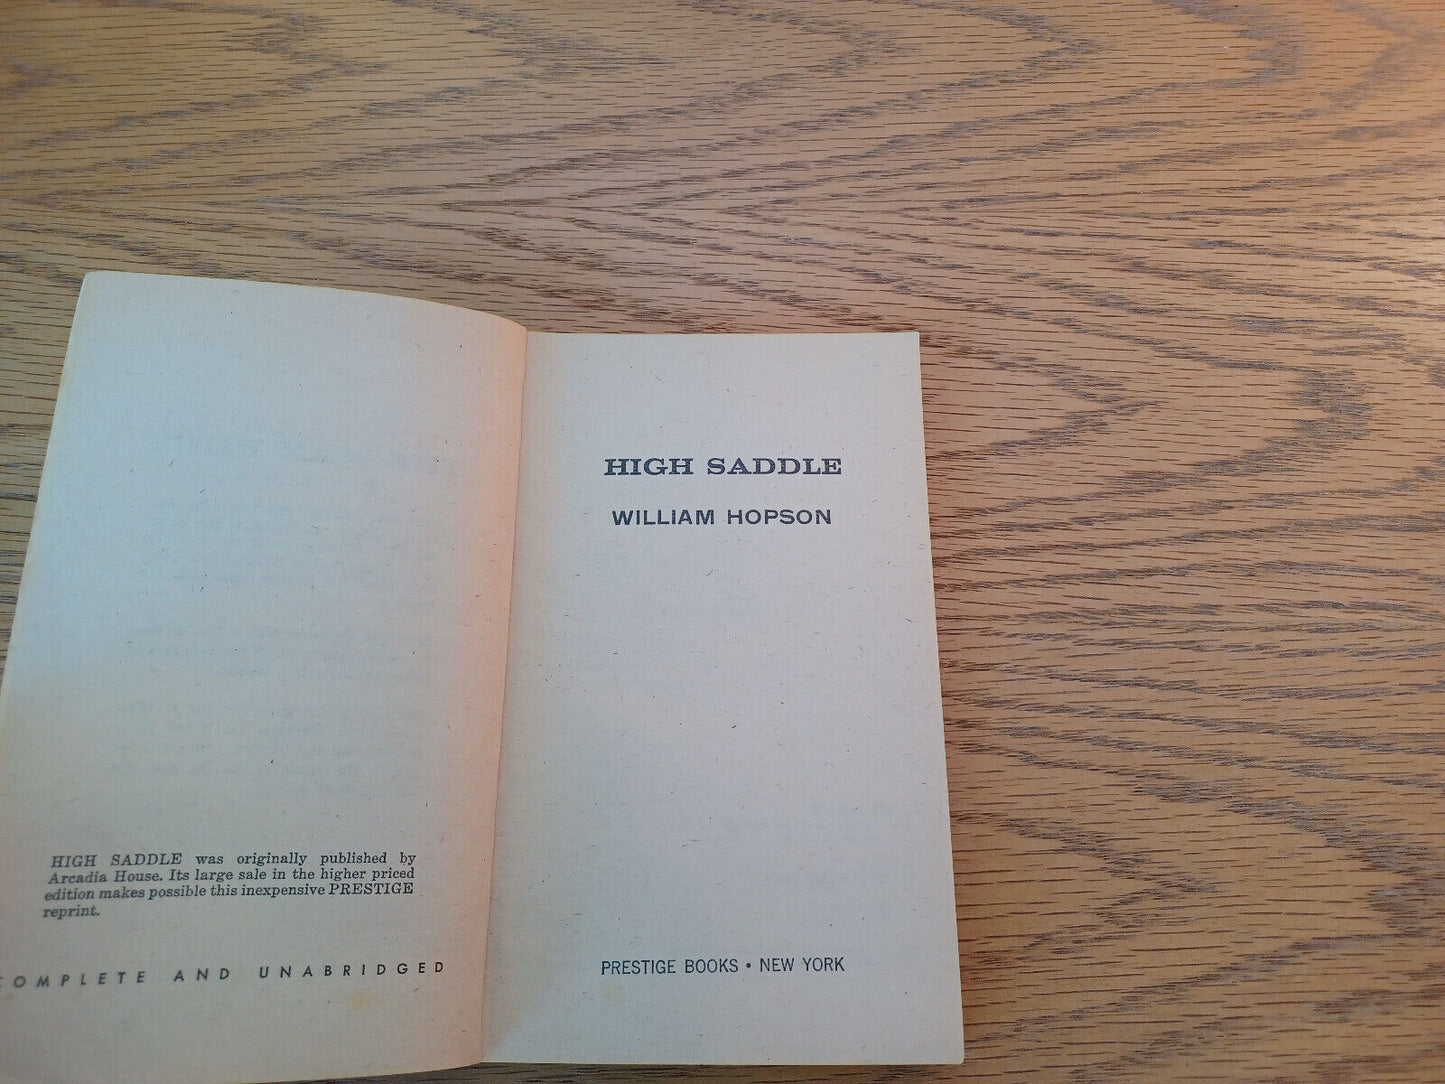 HIGH SADDLE was originally published by
Arcadia House. Its large sale in the higher priced
edition makes possible this inexpensive PRESTIGE
reprint.
COMPLETE AND UNABRIDGED
HIGH SADDLE
WILLIAM HOPSON
PRESTIGE BOOKS • NEW YORK